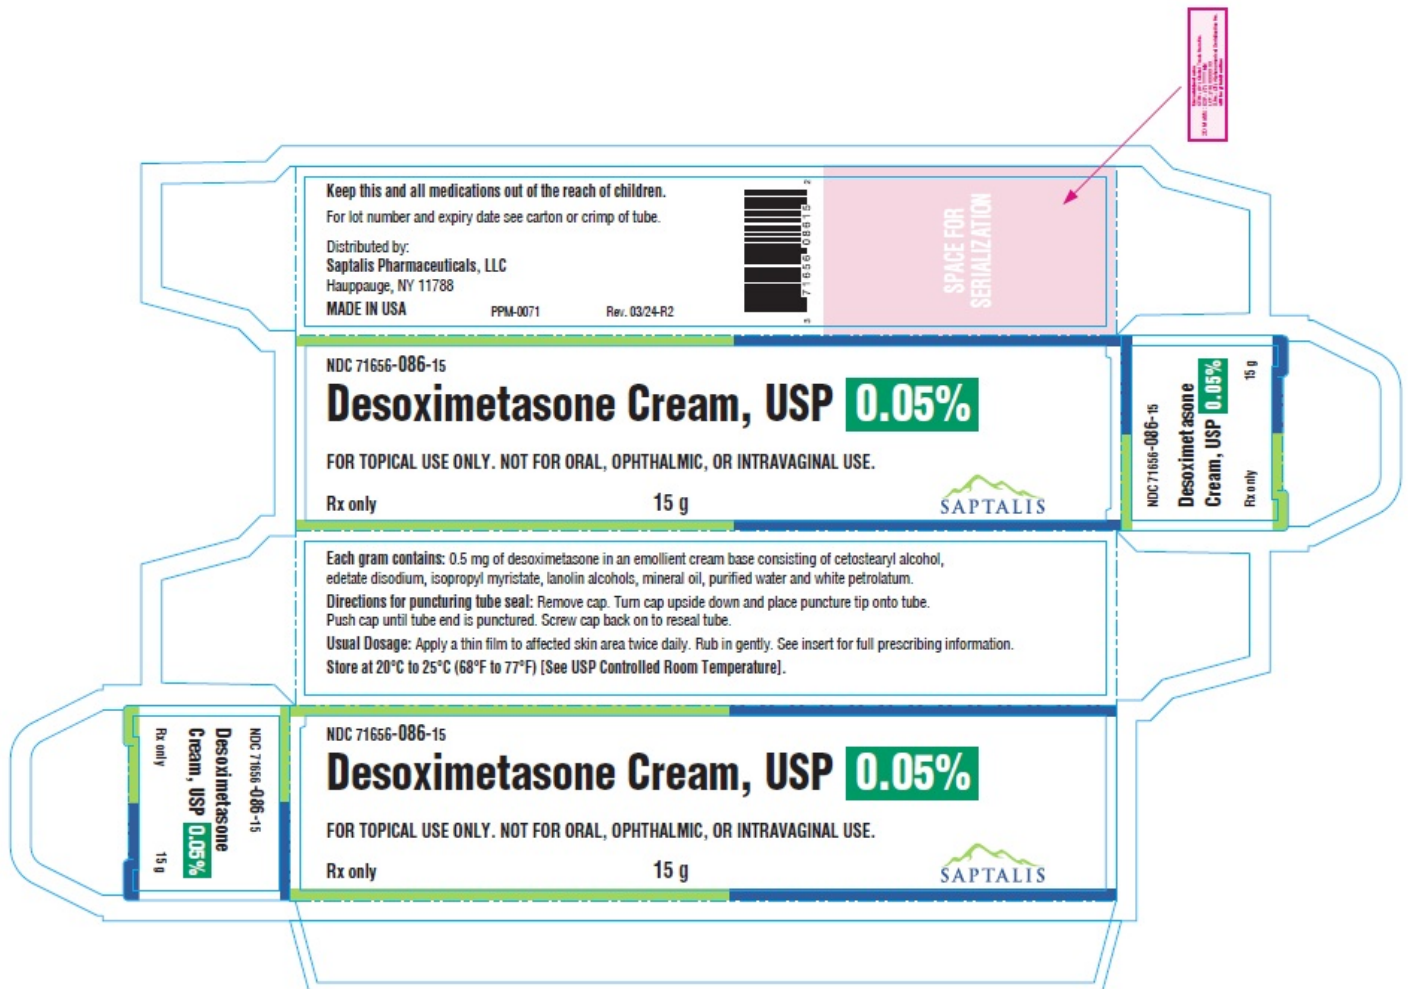 Keep this and all medications out of the reach of children.
For lot number and expiry date see carton or crimp of tube.
Distributed by:
Saptalis Pharmaceuticals, LLC
Hauppauge, NY 11788
MADE IN USA PPM-0071 Rev. 03/24-R2
3 71656 08615 2
SPACE FOR
SERIALIZATION
NDC 71656-086-15
Desoximetasone Cream, USP 0.05%
FOR TOPICAL USE ONLY. NOT FOR ORAL, OPHTHALMIC, OR INTRAVAGINAL USE.
Rx only 15 g
SAPTALIS
NDC 71656-086-15
Desoximetasone
Cream, USP 0.05%
Rx only 15 g
Each gram contains: 0.5 mg of desoximetasone in an emollient cream base consisting of cetostearyl alcohol,
edetate disodium, isopropyl myristate, lanolin alcohols, mineral oil, purified water and white petrolatum.
Directions for puncturing tube seal: Remove cap. Turn cap upside down and place puncture tip onto tube.
Push cap until tube end is punctured. Screw cap back on to reseal tube.
Usual Dosage: Apply a thin film to affected skin area twice daily. Rub in gently. See insert for full prescribing information.
Store at 20°C to 25°C (68°F to 77°F) [See USP Controlled Room Temperature].
NDC 71656-086-15
Desoximetasone
Cream, USP 0.05%
Rx only 15 g
NDC 71656-086-15
Desoximetasone Cream, USP 0.05%
FOR TOPICAL USE ONLY. NOT FOR ORAL, OPHTHALMIC, OR INTRAVAGINAL USE.
Rx only 15 g
SAPTALIS